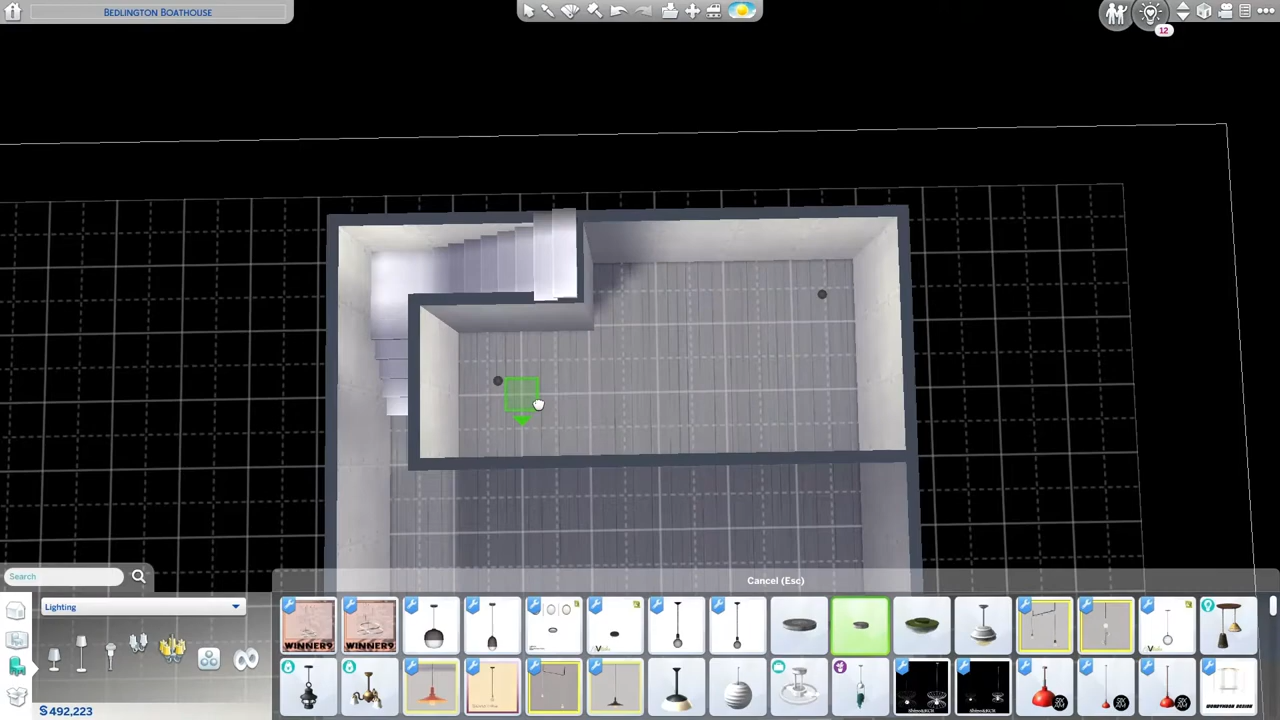 BEDLINGTON BOATHOUSE
12
Cancel (Esc)
Search
Lighting
WINNER9
WINNER9
§492,223